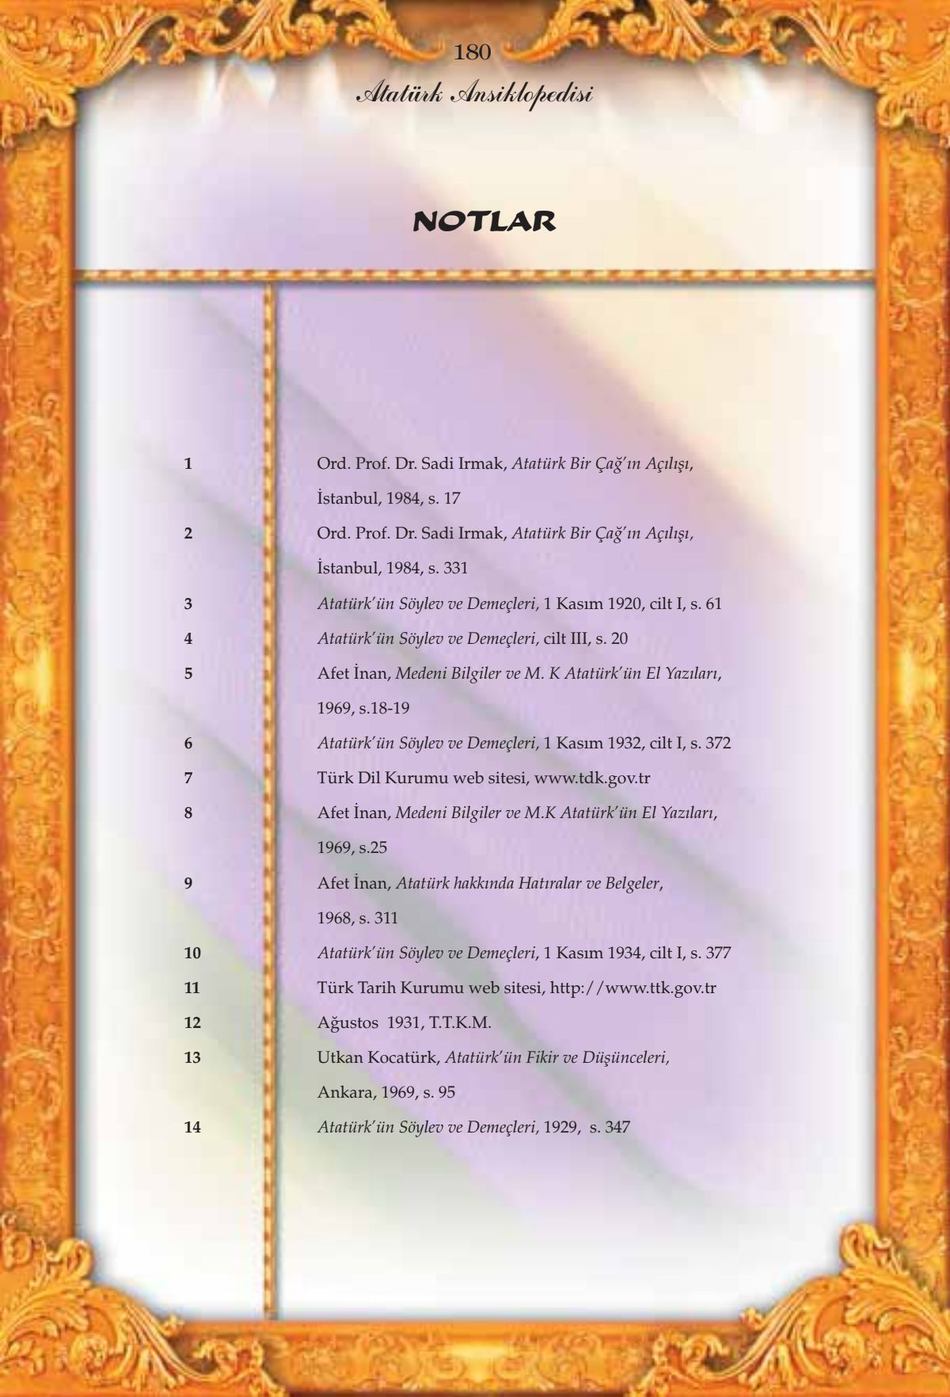 180
Atatürk Ansiklopedisi
NOTLAR
1 Ord. Prof. Dr. Sadi Irmak, Atatürk Bir Çağ'ın Açılışı,
İstanbul, 1984, s. 17
2 Ord. Prof. Dr. Sadi Irmak, Atatürk Bir Çağ'ın Açılışı,
İstanbul, 1984, s. 331
3 Atatürk'ün Söylev ve Demeçleri, 1 Kasım 1920, cilt I, s. 61
4 Atatürk'ün Söylev ve Demeçleri, cilt III, s. 20
5 Afet İnan, Medeni Bilgiler ve M. K Atatürk'ün El Yazıları,
1969, s.18-19
6 Atatürk'ün Söylev ve Demeçleri, 1 Kasım 1932, cilt I, s. 372
7 Türk Dil Kurumu web sitesi, www.tdk.gov.tr
8 Afet İnan, Medeni Bilgiler ve M.K Atatürk'ün El Yazıları,
1969, s.25
9 Afet İnan, Atatürk hakkında Hatıralar ve Belgeler,
1968, s. 311
10 Atatürk'ün Söylev ve Demeçleri, 1 Kasım 1934, cilt I, s. 377
11 Türk Tarih Kurumu web sitesi, http://www.ttk.gov.tr
12 Ağustos 1931, T.T.K.M.
13 Utkan Kocatürk, Atatürk'ün Fikir ve Düşünceleri,
Ankara, 1969, s. 95
14 Atatürk'ün Söylev ve Demeçleri, 1929, s. 347